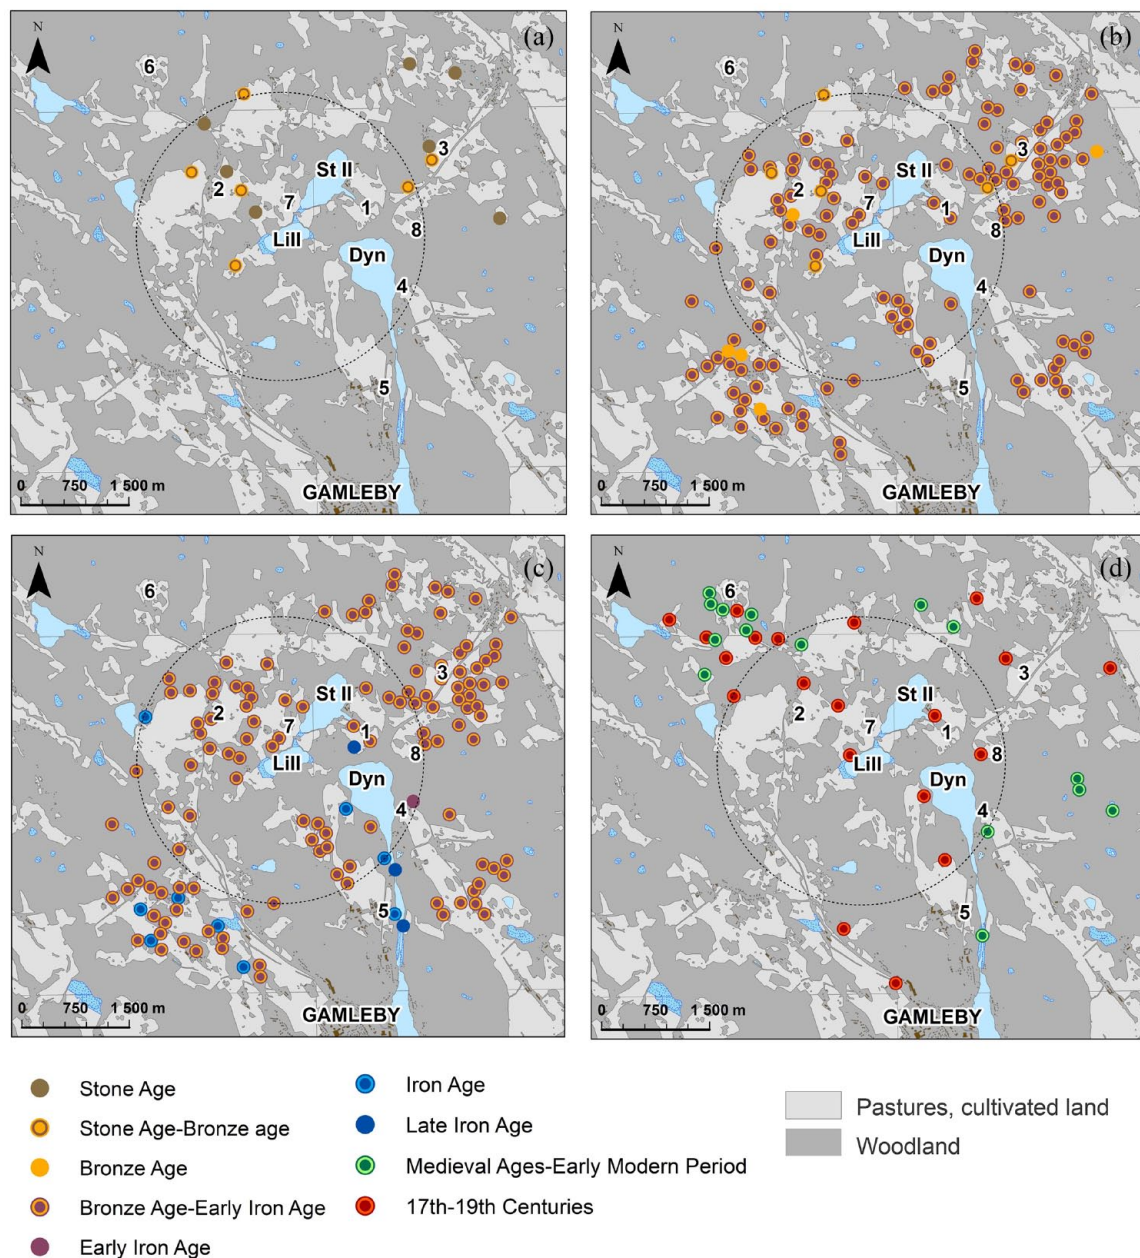 N
(a)
6
3
2
St II
7
1
8
Lill
Dyn
4
5
0 750 1 500 m
GAMLEBY
N
(b)
6
3
2
St II
7
1
8
Lill
Dyn
4
5
0 750 1 500 m
GAMLEBY
N
(c)
6
3
2
St II
7
1
8
Lill
Dyn
4
5
0 750 1 500 m
GAMLEBY
N
(d)
6
3
2
St II
7
1
8
Lill
Dyn
4
5
0 750 1 500 m
GAMLEBY
Stone Age
Stone Age-Bronze age
Bronze Age
Bronze Age-Early Iron Age
Early Iron Age
Iron Age
Late Iron Age
Medieval Ages-Early Modern Period
17th-19th Centuries
Pastures, cultivated land
Woodland